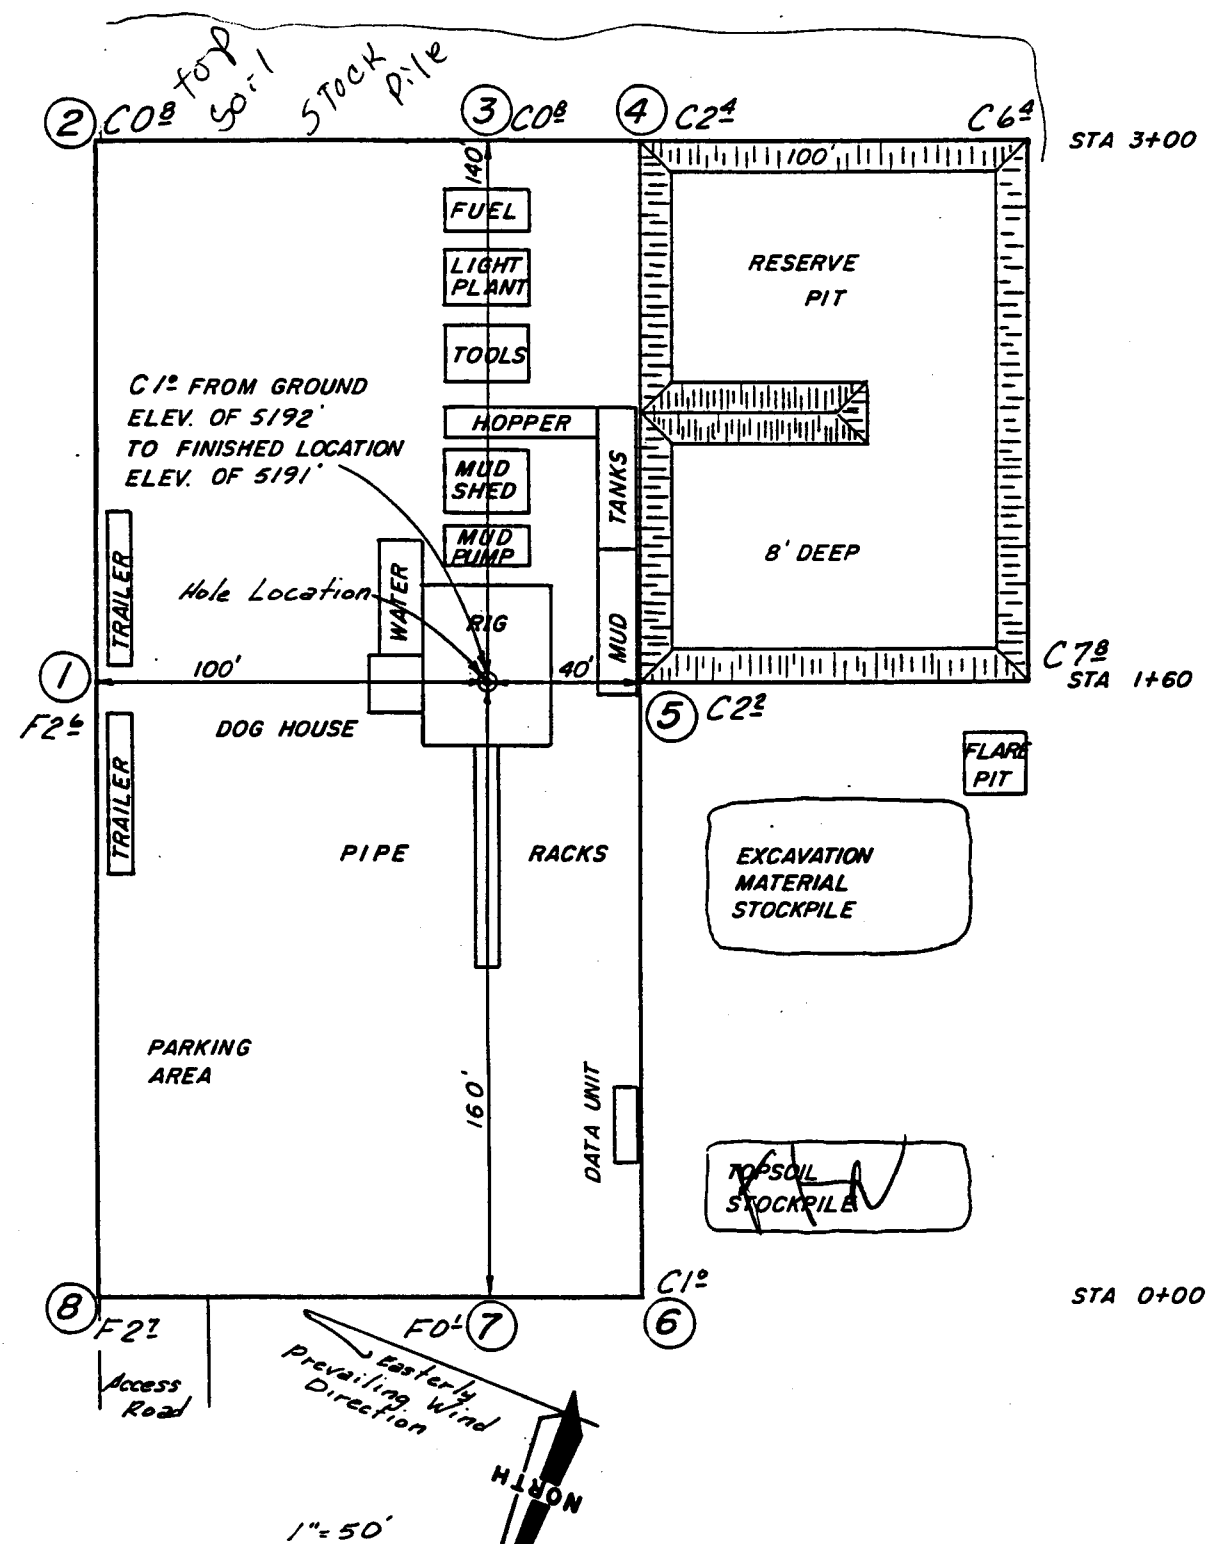 top
Soil
Stock
Pile
2 C0.8
3 C0.8
4 C2.4
C6.4
STA 3+00
140'
100'
FUEL
LIGHT
PLANT
TOOLS
RESERVE
PIT
C1.0 FROM GROUND
ELEV. OF 5192'
TO FINISHED LOCATION
ELEV. OF 5191'
HOPPER
MUD
SHED
TANKS
MUD
PUMP
8' DEEP
TRAILER
WATER
Hole Location
RIG
MUD
1
100'
40'
C7.8
STA 1+60
F2.6
DOG HOUSE
5 C2.2
FLARE
PIT
TRAILER
PIPE RACKS
EXCAVATION
MATERIAL
STOCKPILE
PARKING
AREA
160'
DATA UNIT
TOPSOIL
STOCKPILE
C1.0
STA 0+00
8
F2.7
F0.1 7
6
Access
Road
Easterly
Prevailing Wind
Direction
NORTH
1"=50'